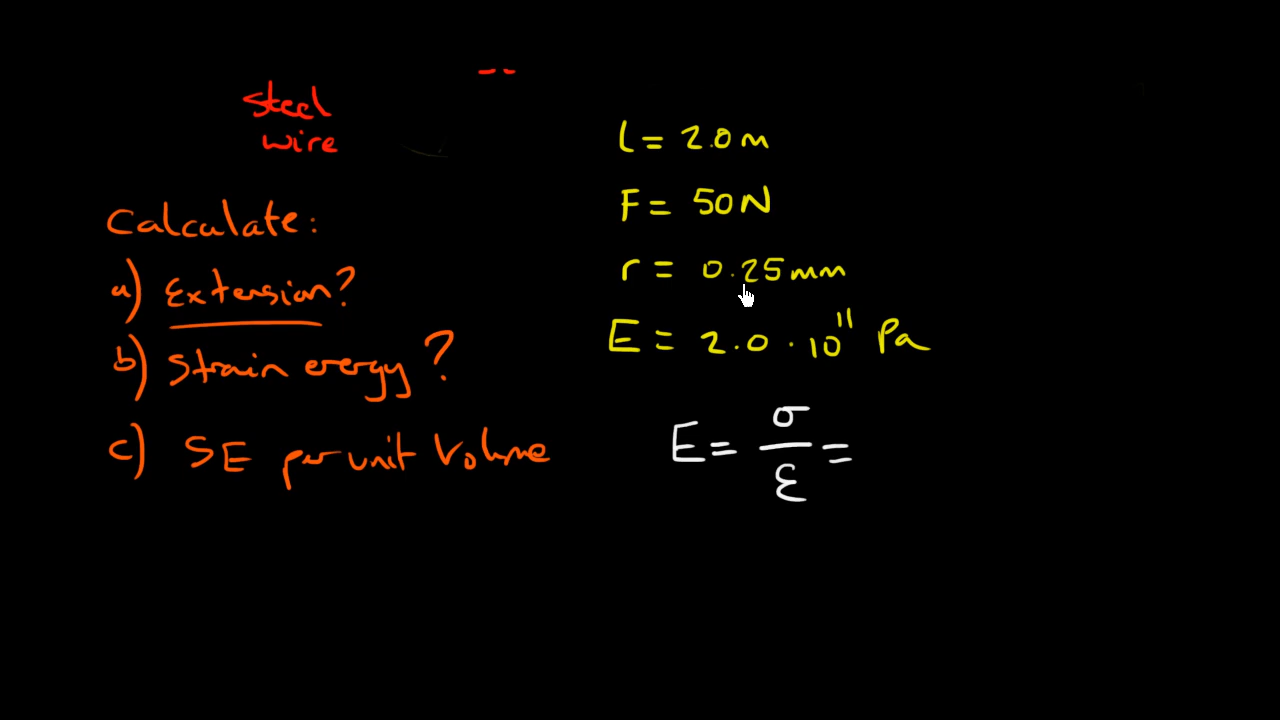 Steel
wire
Calculate:
a) Extension?
b) Strain energy?
c) SE per unit Volume
l = 2.0 m
F = 50 N
r = 0.25 mm
E = 2.0 · 10¹¹ Pa
E = σ/ε =